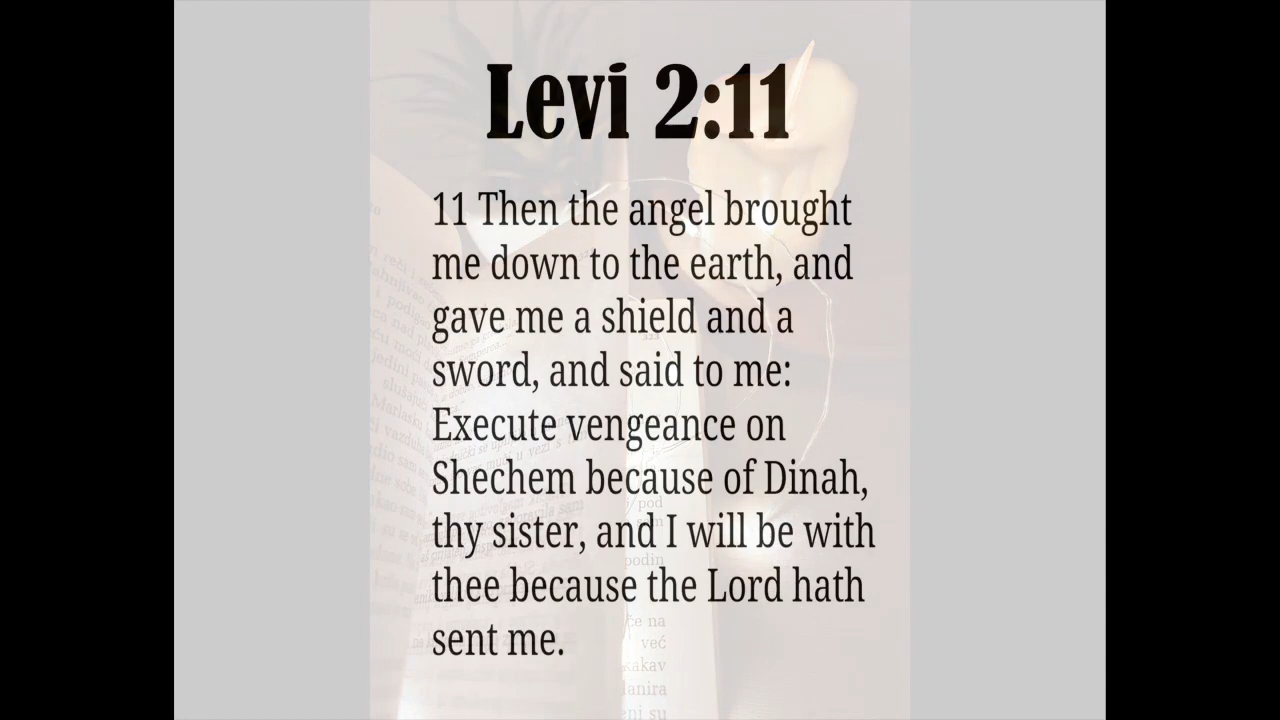 Levi 2:11
11 Then the angel brought
me down to the earth, and
gave me a shield and a
sword, and said to me:
Execute vengeance on
Shechem because of Dinah,
thy sister, and I will be with
thee because the Lord hath
sent me.